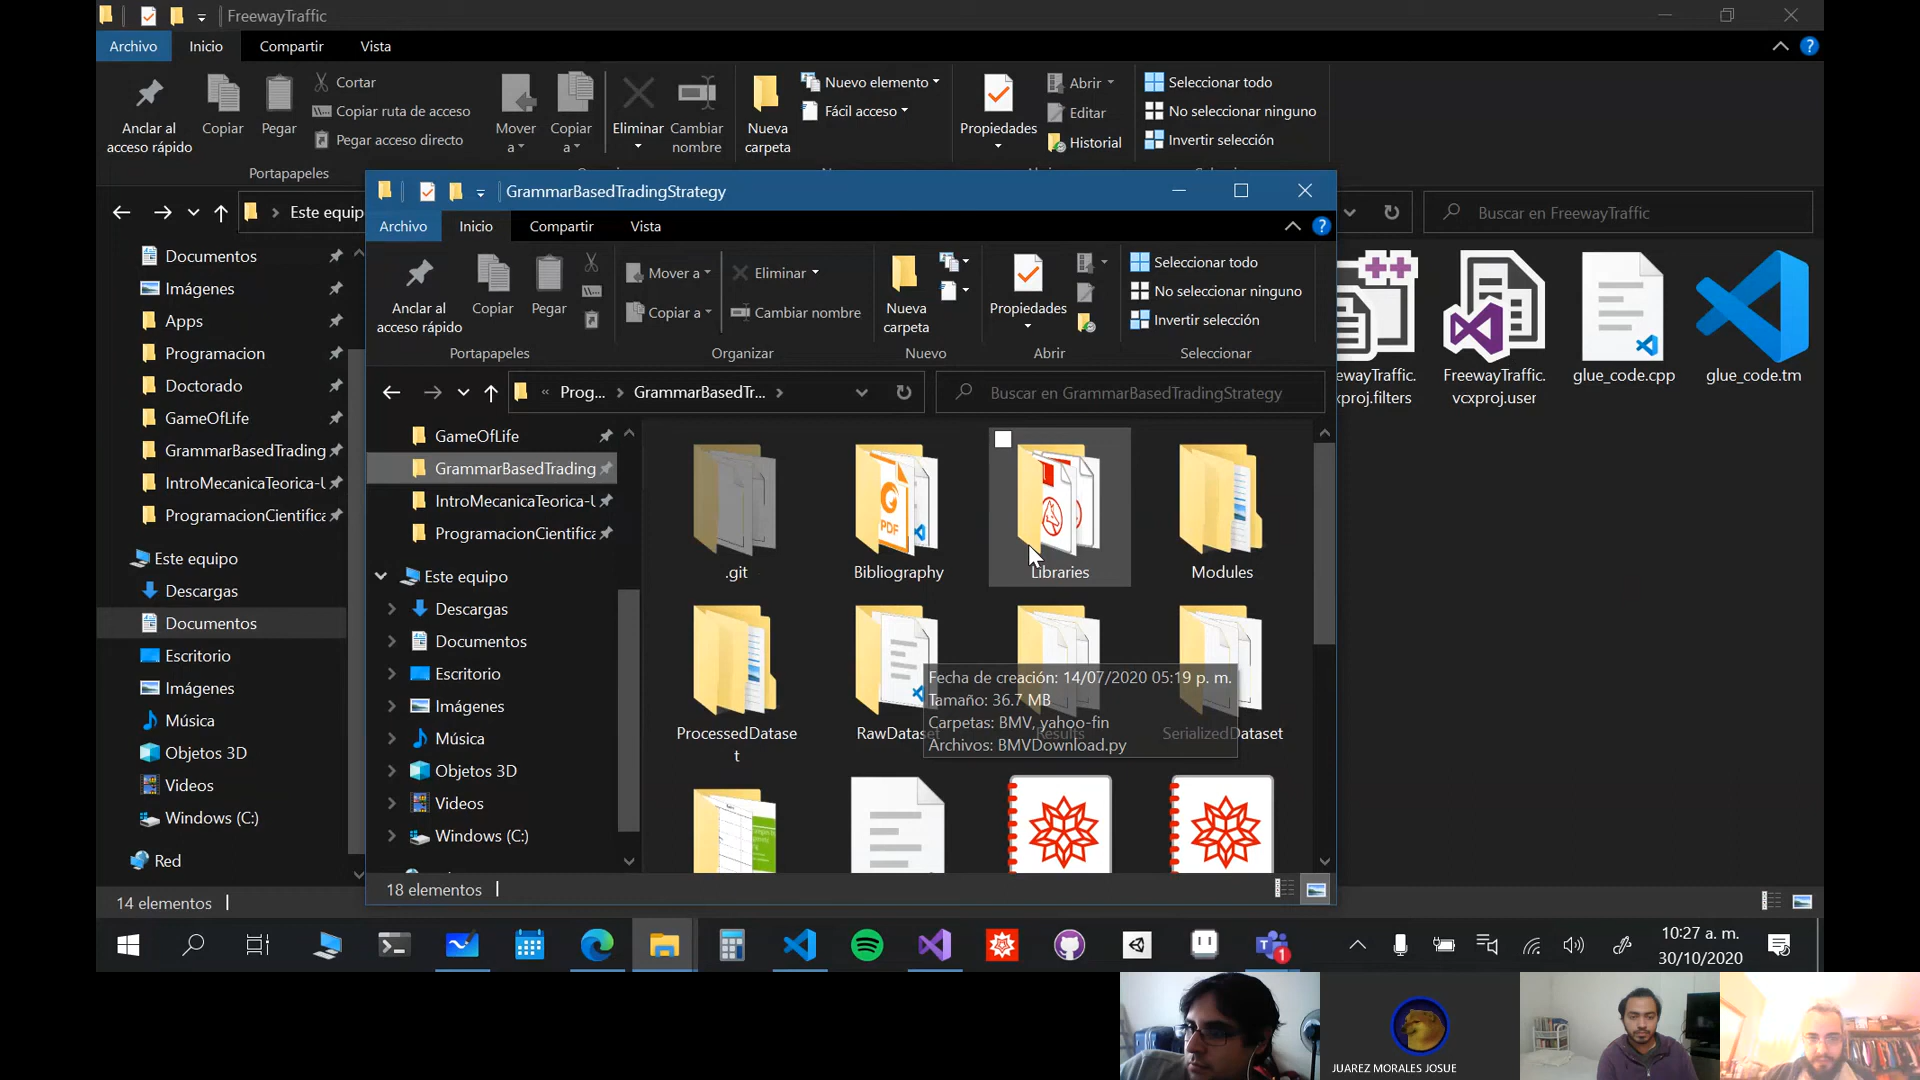 FreewayTraffic
Archivo Inicio Compartir Vista
Anclar al acceso rápido
Copiar
Pegar
Cortar
Copiar ruta de acceso
Pegar acceso directo
Portapapeles
Mover a
Copiar a
Eliminar
Cambiar nombre
Nueva carpeta
Nuevo elemento
Fácil acceso
Propiedades
Abrir
Editar
Historial
Seleccionar todo
No seleccionar ninguno
Invertir selección
Este equip
Buscar en FreewayTraffic
Documentos
Imágenes
Apps
Programacion
Doctorado
GameOfLife
GrammarBasedTrading
IntroMecanicaTeorica-U
ProgramacionCientifica
Este equipo
Descargas
Documentos
Escritorio
Imágenes
Música
Objetos 3D
Videos
Windows (C:)
Red
14 elementos
ewayTraffic.
xproj.filters
FreewayTraffic.
vcxproj.user
glue_code.cpp
glue_code.tm
GrammarBasedTradingStrategy
Archivo Inicio Compartir Vista
Anclar al
acceso rápido
Copiar
Pegar
Portapapeles
Mover a
Copiar a
Eliminar
Cambiar nombre
Organizar
Nueva
carpeta
Nuevo
Propiedades
Abrir
Seleccionar todo
No seleccionar ninguno
Invertir selección
Seleccionar
« Prog... GrammarBasedTr...
Buscar en GrammarBasedTradingStrategy
GameOfLife
GrammarBasedTrading
IntroMecanicaTeorica-U
ProgramacionCientifica
Este equipo
Descargas
Documentos
Escritorio
Imágenes
Música
Objetos 3D
Videos
Windows (C:)
.git
PDF
Bibliography
Libraries
Modules
ProcessedDatase
t
RawDatas
Results
SerializedDataset
Fecha de creación: 14/07/2020 05:19 p. m.
Tamaño: 36.7 MB
Carpetas: BMV, yahoo-fin
Archivos: BMVDownload.py
18 elementos
1
10:27 a. m.
30/10/2020
JUAREZ MORALES JOSUE